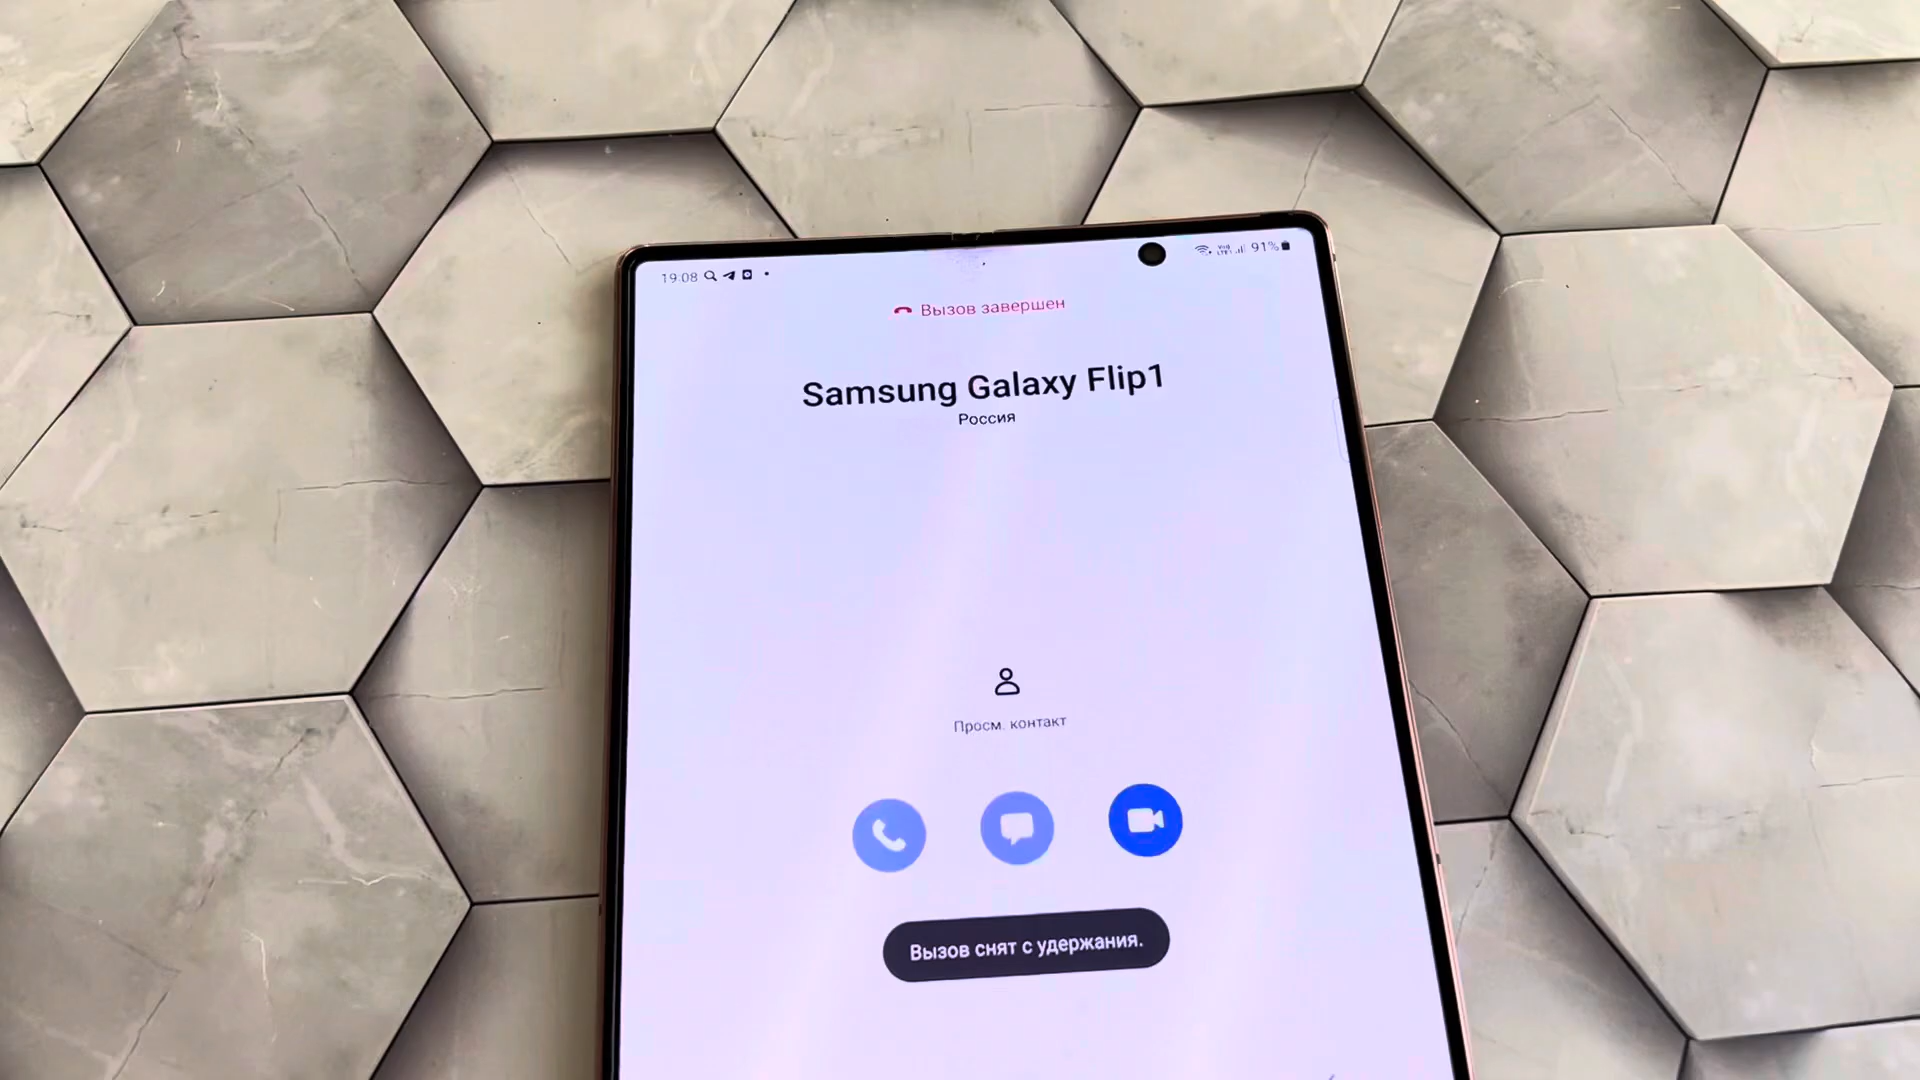 19:08
91%
Вызов завершен
Samsung Galaxy Flip1
Россия
Просм. контакт
Вызов снят с удержания.